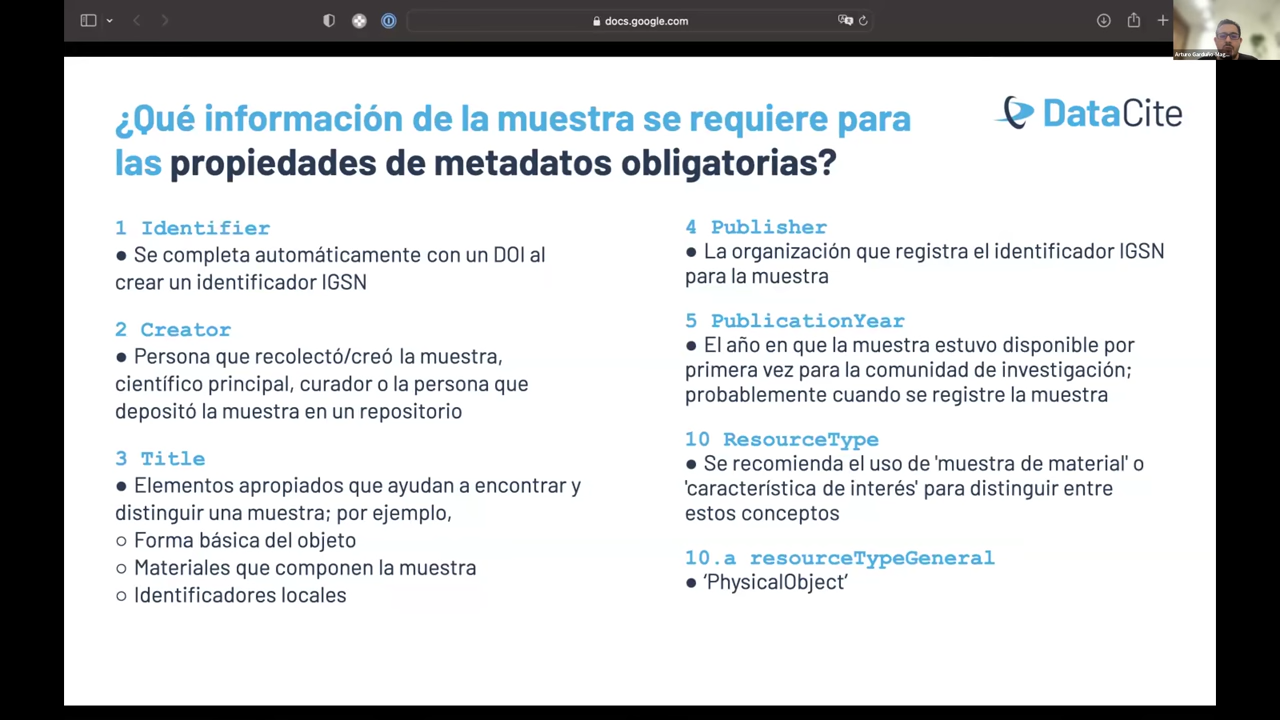 docs.google.com
Arturo Garduño Mag...
¿Qué información de la muestra se requiere para
las propiedades de metadatos obligatorias?
DataCite
1 Identifier
● Se completa automáticamente con un DOI al
crear un identificador IGSN
2 Creator
● Persona que recolectó/creó la muestra,
científico principal, curador o la persona que
depositó la muestra en un repositorio
3 Title
● Elementos apropiados que ayudan a encontrar y
distinguir una muestra; por ejemplo,
○ Forma básica del objeto
○ Materiales que componen la muestra
○ Identificadores locales
4 Publisher
● La organización que registra el identificador IGSN
para la muestra
5 PublicationYear
● El año en que la muestra estuvo disponible por
primera vez para la comunidad de investigación;
probablemente cuando se registre la muestra
10 ResourceType
● Se recomienda el uso de 'muestra de material' o
'característica de interés' para distinguir entre
estos conceptos
10.a resourceTypeGeneral
● ‘PhysicalObject’